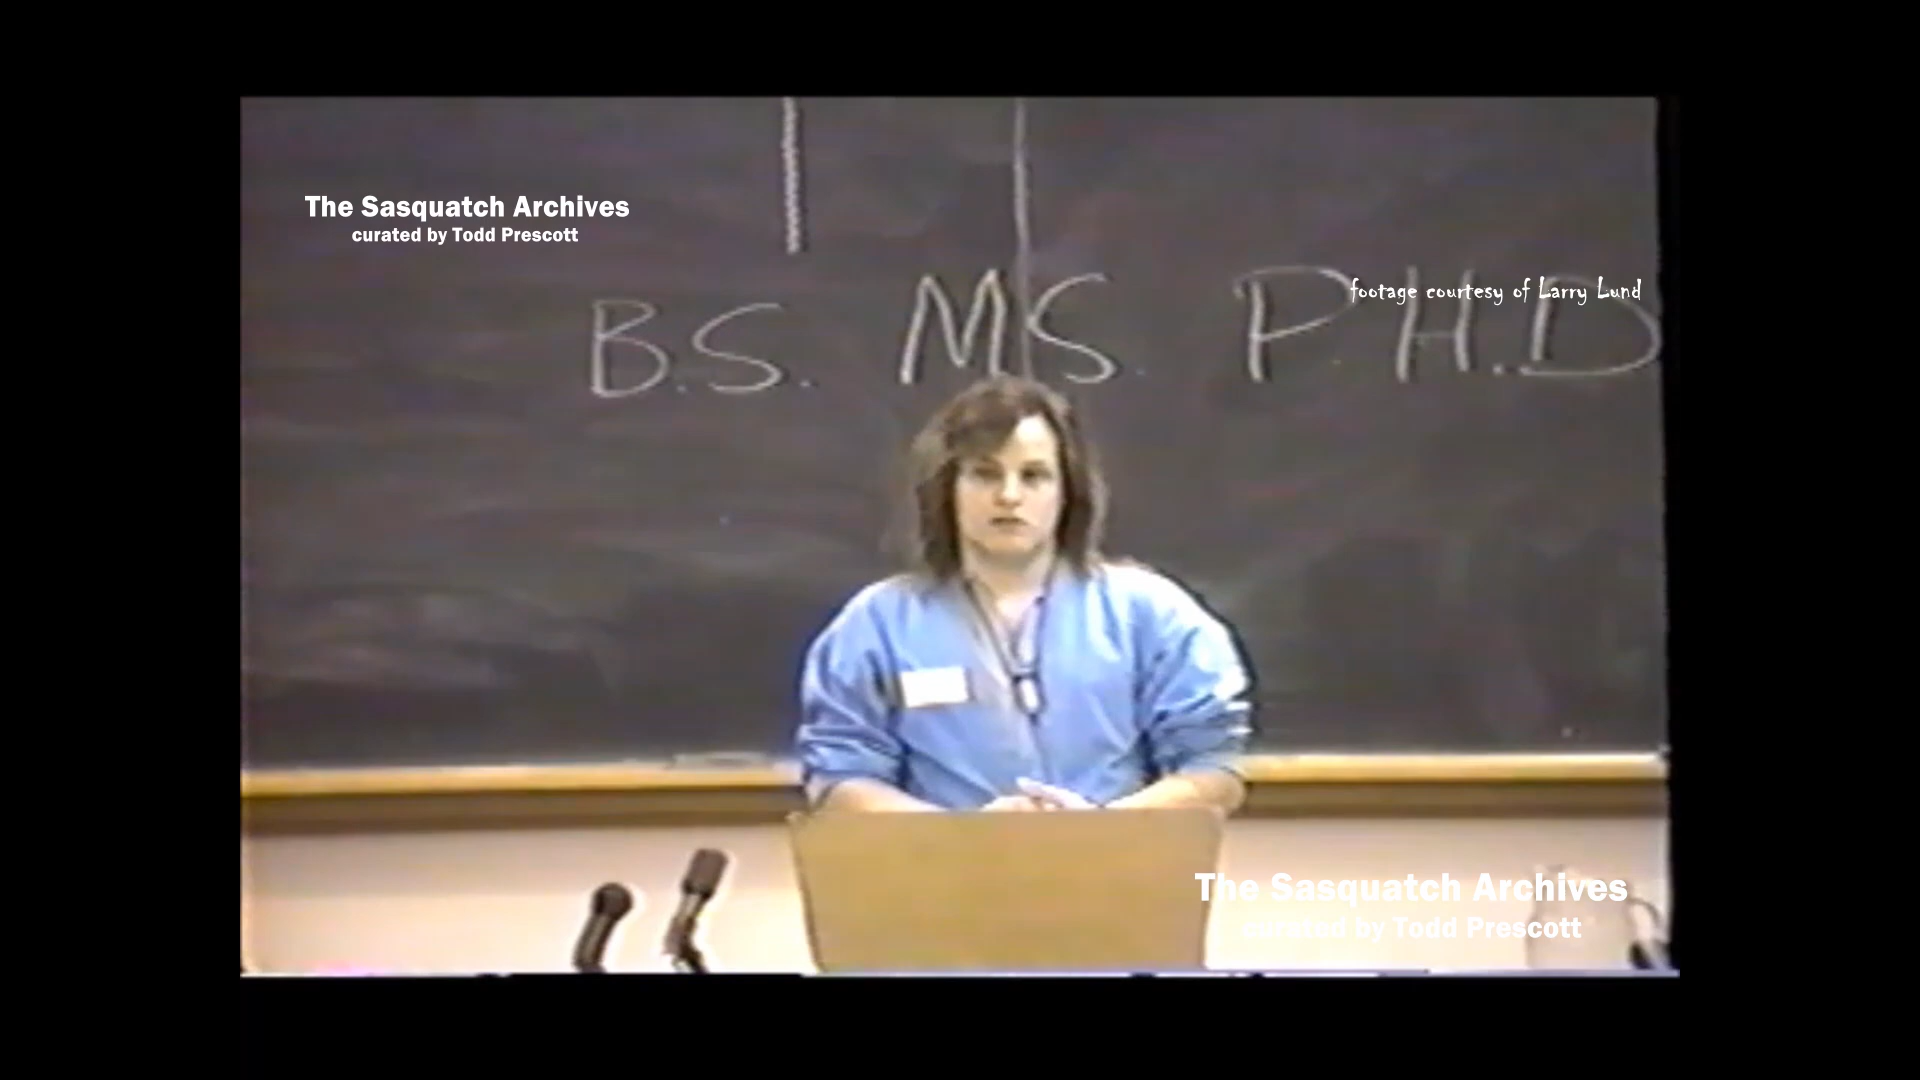 The Sasquatch Archives
curated by Todd Prescott
footage courtesy of Larry Lund
B.S. M.S. P.H.D
The Sasquatch Archives
curated by Todd Prescott